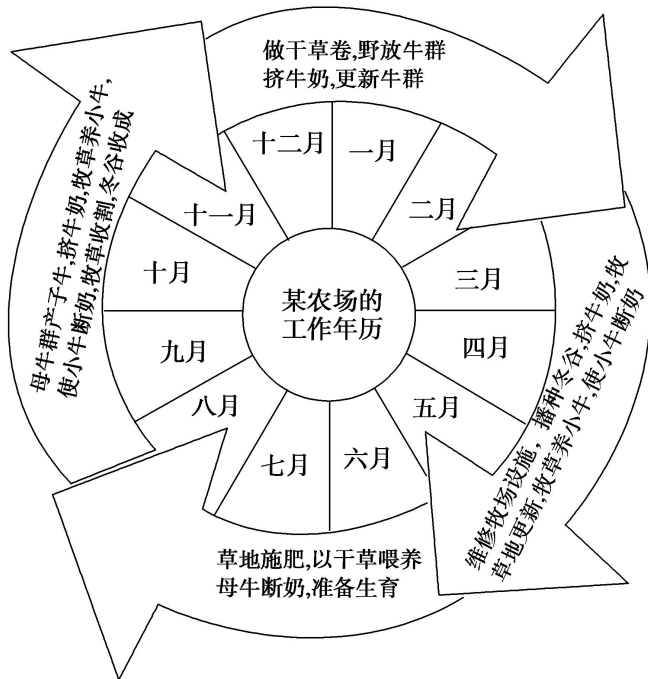 做干草卷,野放牛群
挤牛奶,更新牛群
十二月
一月
二月
三月
四月
五月
六月
七月
八月
九月
十月
十一月
某农场的
工作年历
维修牧场设施，播种冬谷,挤牛奶,牧
草地更新,牧草养小牛,使小牛断奶
草地施肥,以干草喂养
母牛断奶,准备生育
母牛群产子牛,挤牛奶,牧草养小牛,
使小牛断奶,牧草收割,冬谷收成